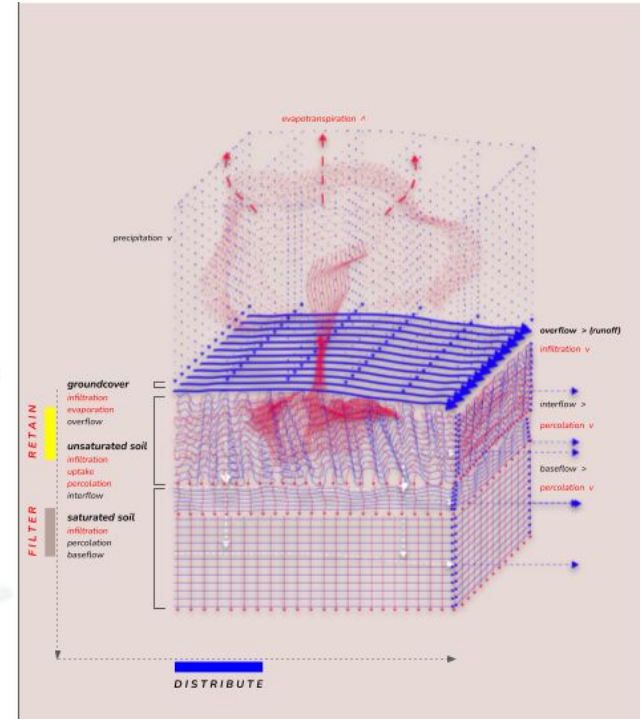 evapotranspiration ˄
precipitation v
overflow > (runoff)
infiltration v
interflow >
percolation v
baseflow >
percolation v
groundcover
infiltration
evaporation
overflow
unsaturated soil
infiltration
uptake
percolation
interflow
saturated soil
infiltration
percolation
baseflow
RETAIN
FILTER
DISTRIBUTE